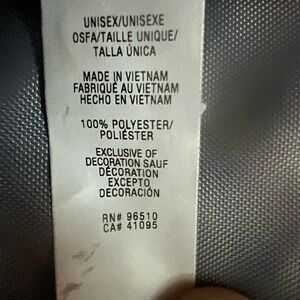 UNISEX/UNISEXE
OSFA/TAILLE UNIQUE/
TALLA ÚNICA
MADE IN VIETNAM
FABRIQUÉ AU VIETNAM
HECHO EN VIETNAM
100% POLYESTER/
POLIÉSTER
EXCLUSIVE OF
DECORATION SAUF
DÉCORATION
EXCEPTO
DECORACIÓN
RN# 96510
CA# 41095